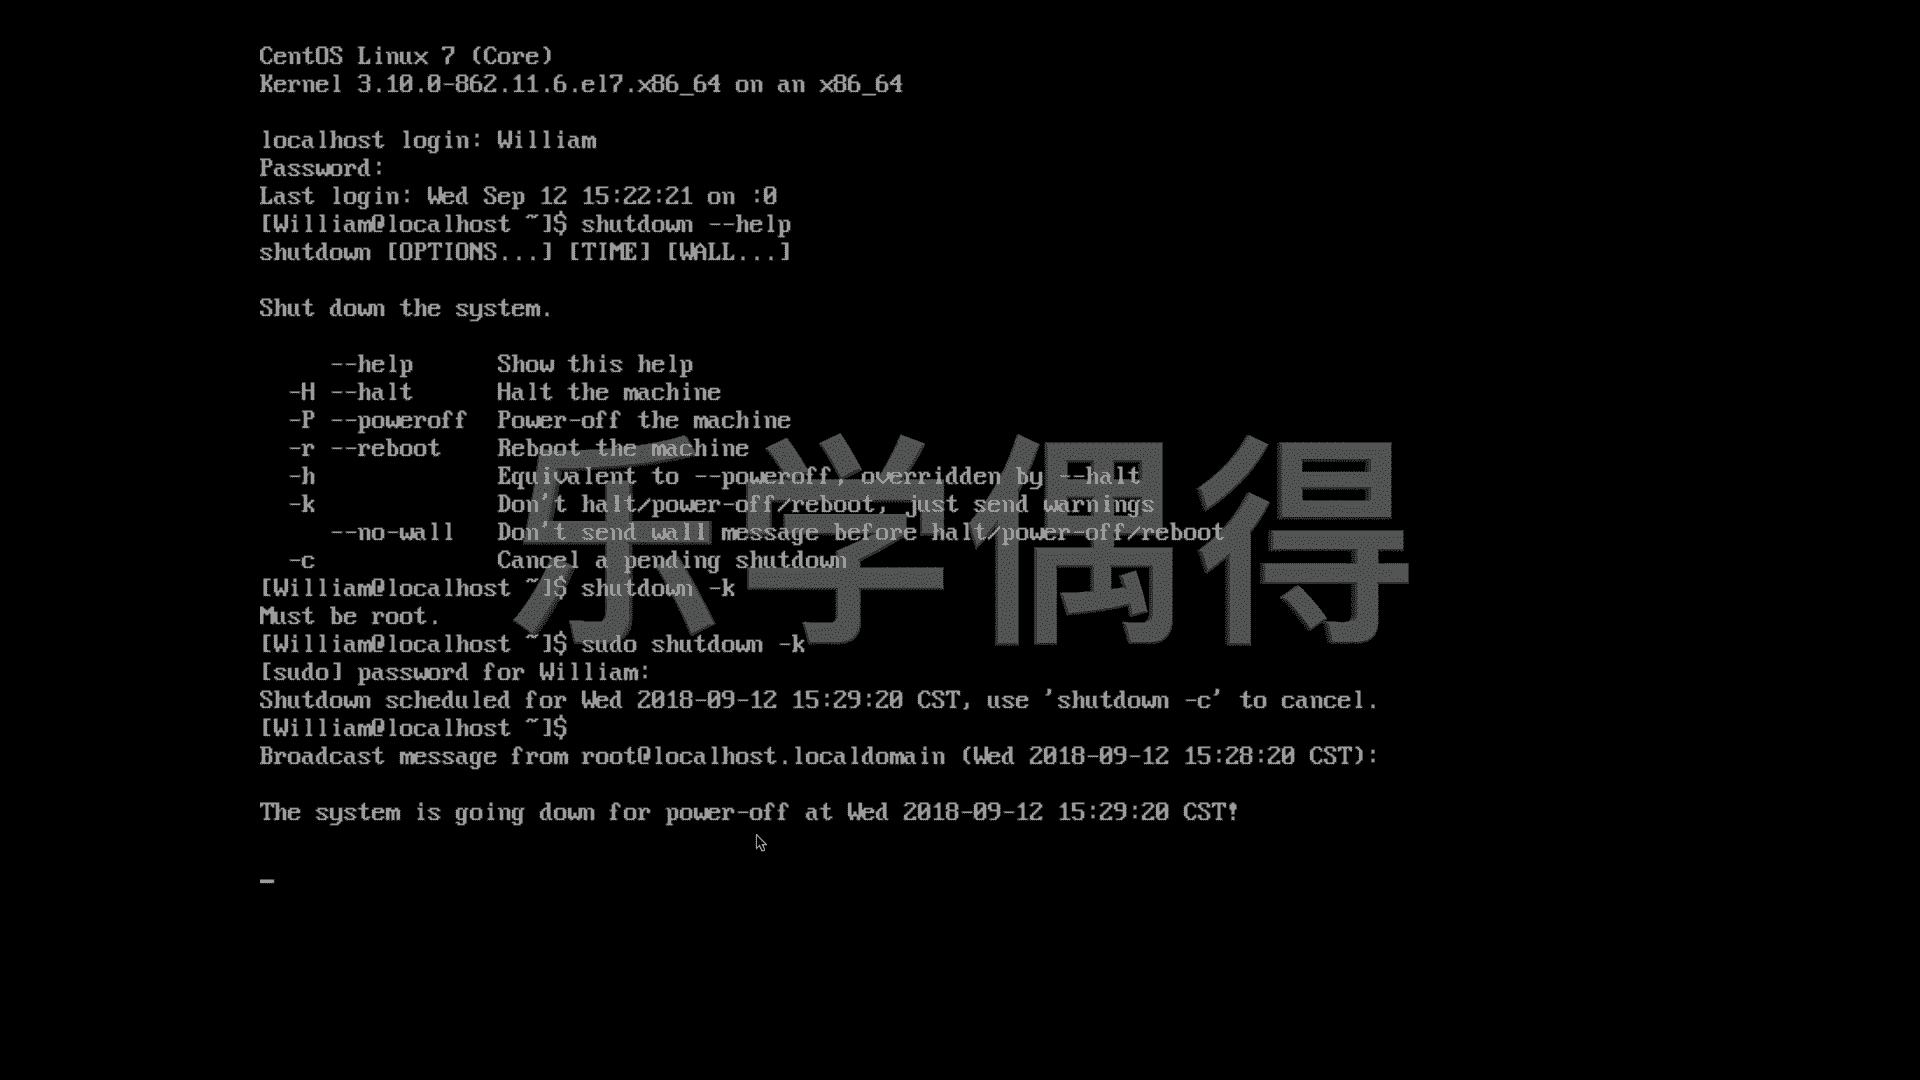 CentOS Linux 7 (Core)
Kernel 3.10.0-862.11.6.el7.x86_64 on an x86_64
localhost login: William
Password:
Last login: Wed Sep 12 15:22:21 on :0
[William@localhost ~]$ shutdown --help
shutdown [OPTIONS...] [TIME] [WALL...]
Shut down the system.
--help Show this help
-H --halt Halt the machine
-P --poweroff Power-off the machine
-r --reboot Reboot the machine
-h Equivalent to --poweroff, overridden by --halt
-k Don't halt/power-off/reboot, just send warnings
--no-wall Don't send wall message before halt/power-off/reboot
-c Cancel a pending shutdown
[William@localhost ~]$ shutdown -k
Must be root.
[William@localhost ~]$ sudo shutdown -k
[sudo] password for William:
Shutdown scheduled for Wed 2018-09-12 15:29:20 CST, use 'shutdown -c' to cancel.
[William@localhost ~]$
Broadcast message from root@localhost.localdomain (Wed 2018-09-12 15:28:20 CST):
The system is going down for power-off at Wed 2018-09-12 15:29:20 CST!
乐学偶得